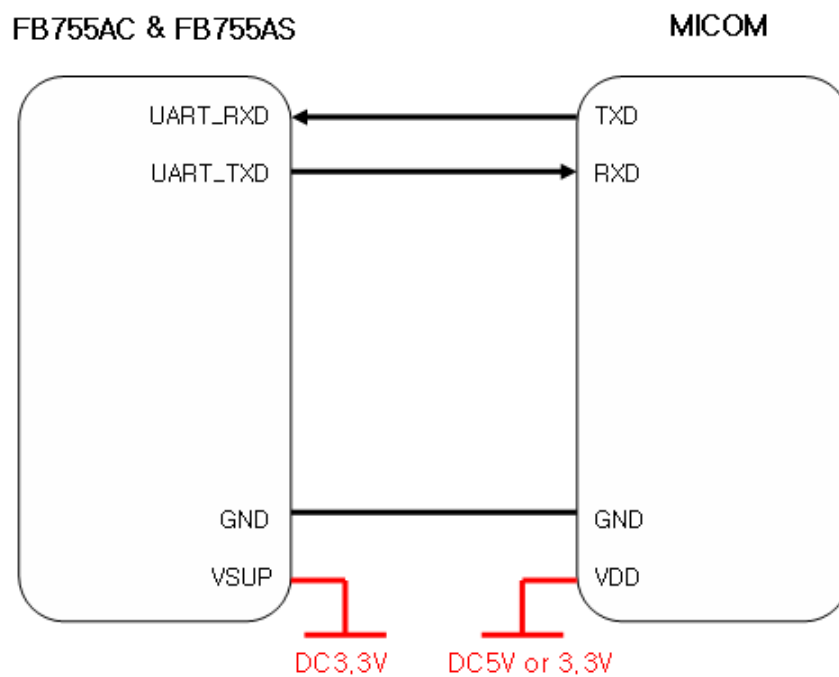 FB755AC & FB755AS
MICOM
UART_RXD
TXD
UART_TXD
RXD
GND
GND
VSUP
VDD
DC3,3V
DC5V or 3,3V